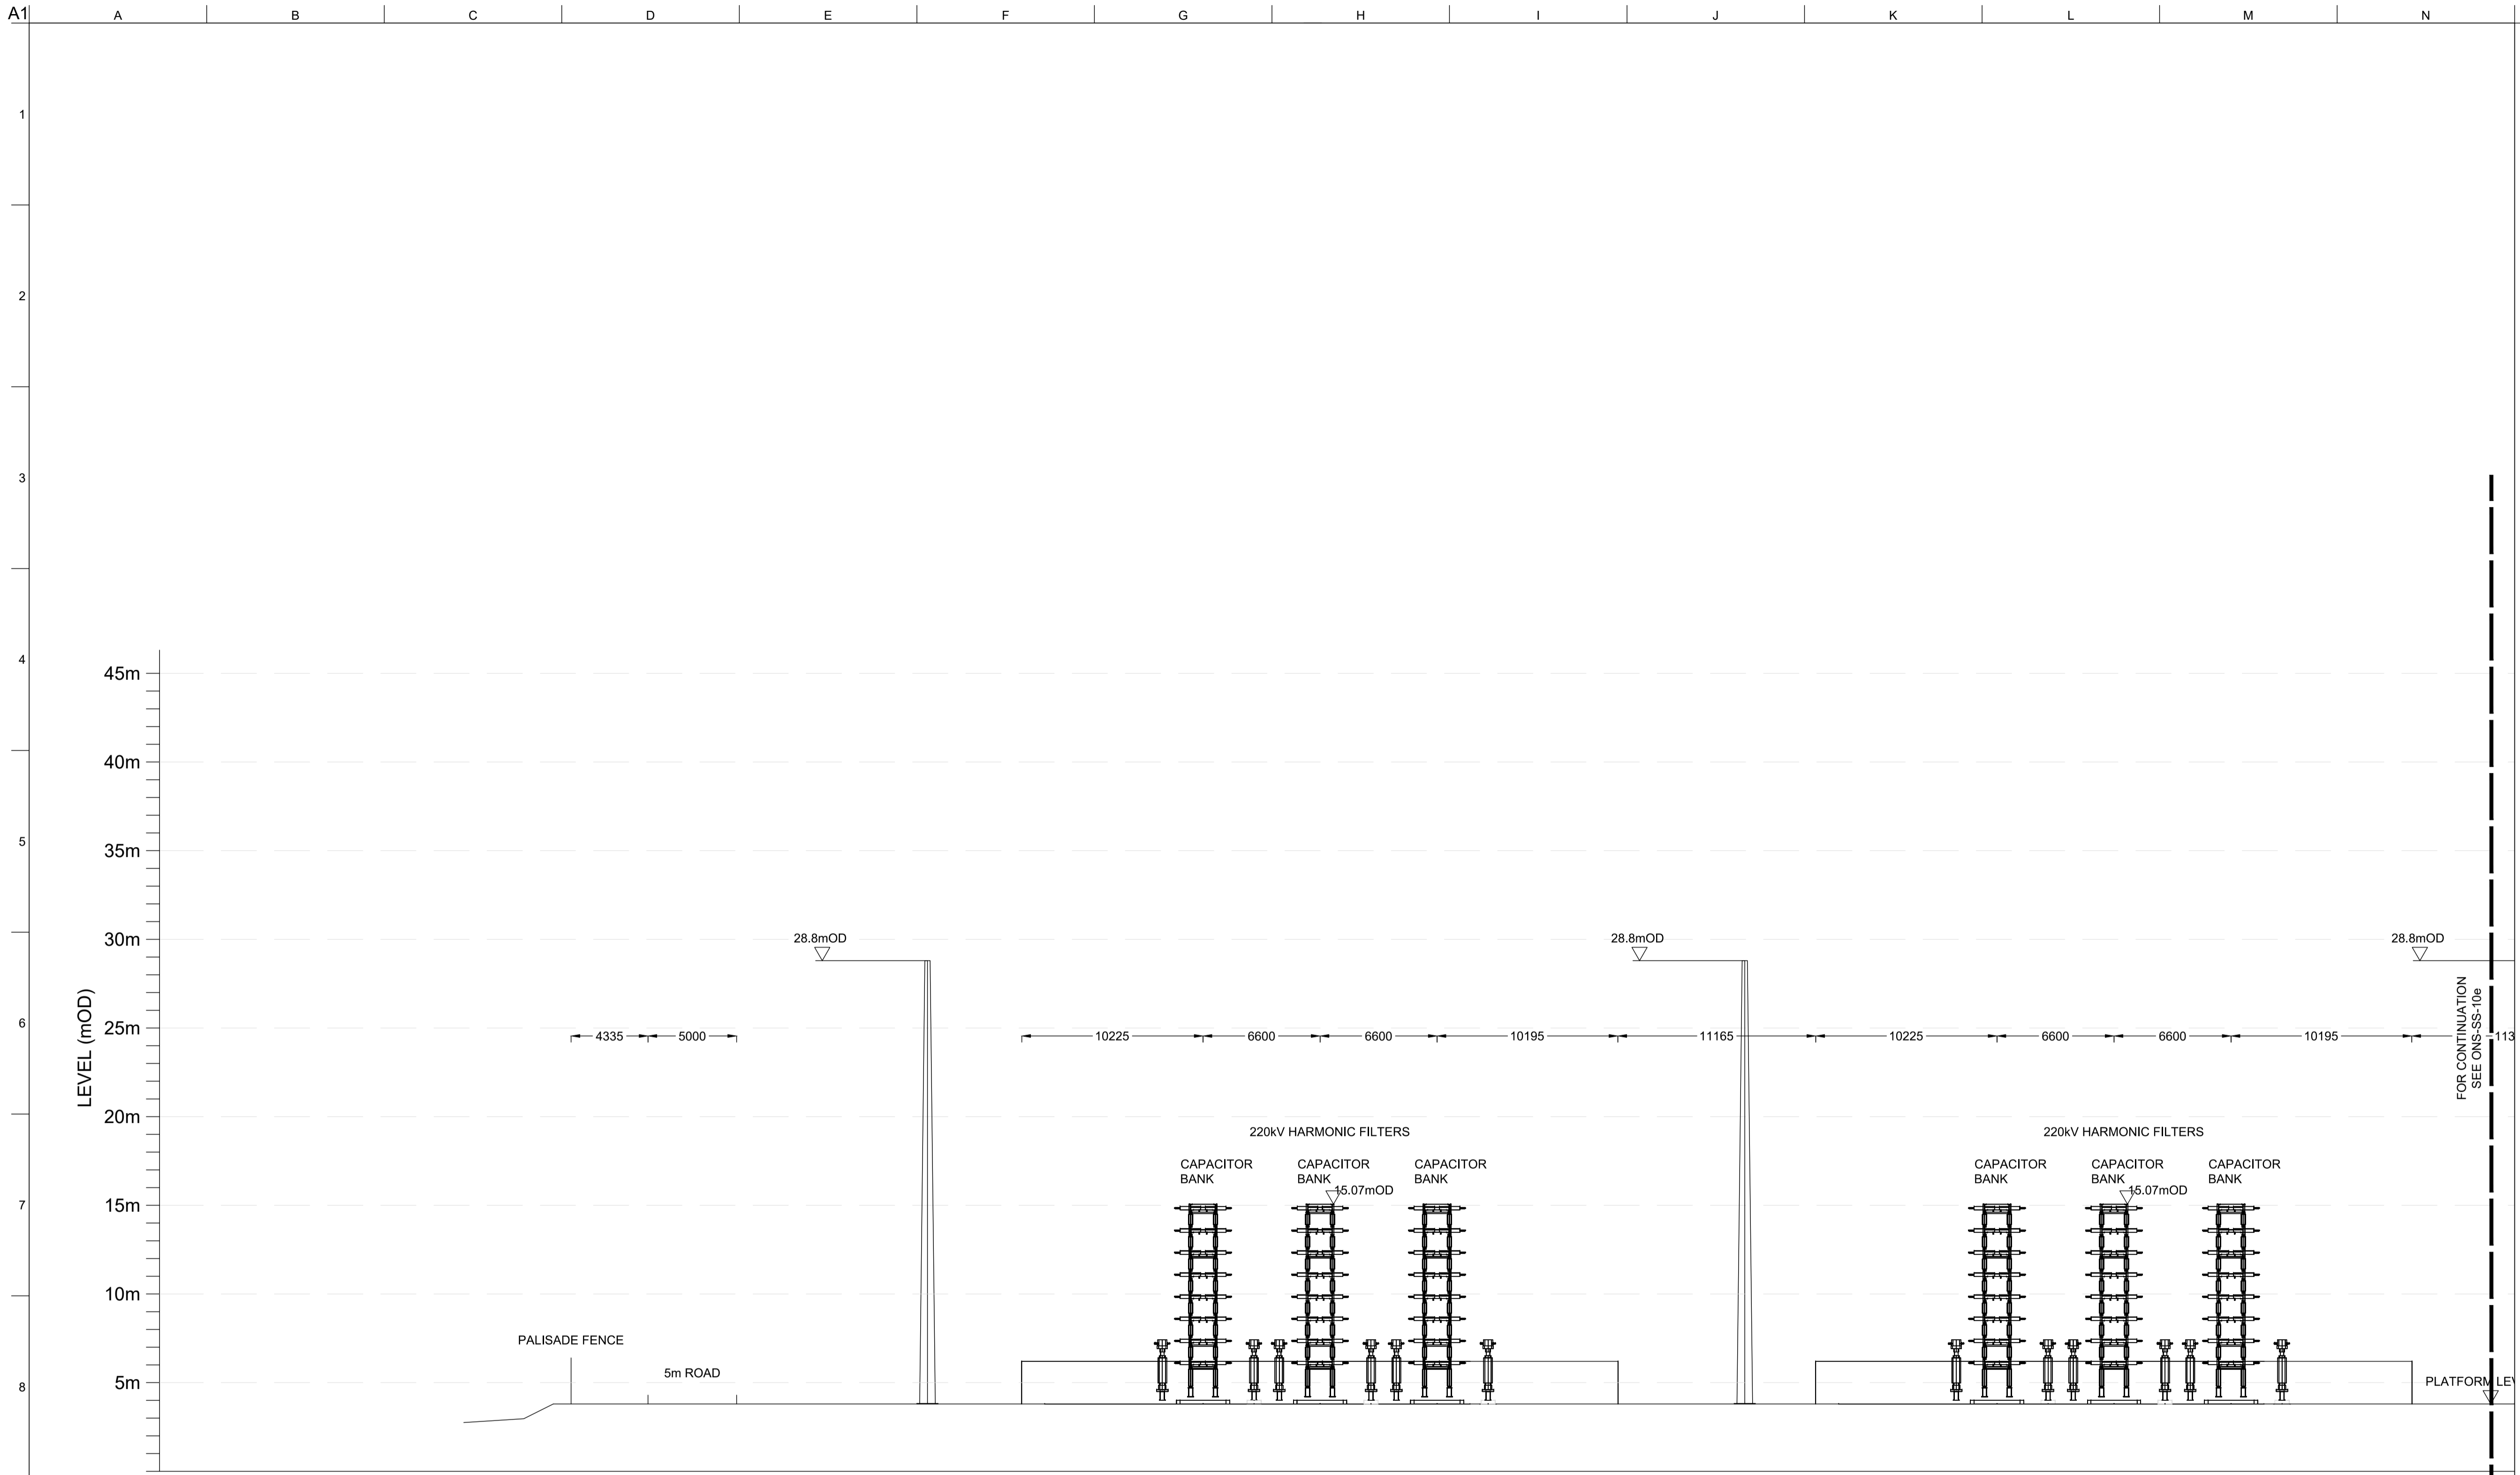 A1
A B C D E F G H I J K L M N
1
2
3
4
5
6
7
8
LEVEL (mOD)
45m
40m
35m
30m
25m
20m
15m
10m
5m
28.8mOD 28.8mOD 28.8mOD
4335 5000 10225 6600 6600 10195 11165 10225 6600 6600 10195 113
FOR CONTINUATION
SEE ONS-SS-10e
220kV HARMONIC FILTERS 220kV HARMONIC FILTERS
CAPACITOR CAPACITOR CAPACITOR CAPACITOR CAPACITOR CAPACITOR
BANK BANK BANK BANK BANK BANK
15.07mOD 15.07mOD
PALISADE FENCE
5m ROAD
PLATFORM LEV